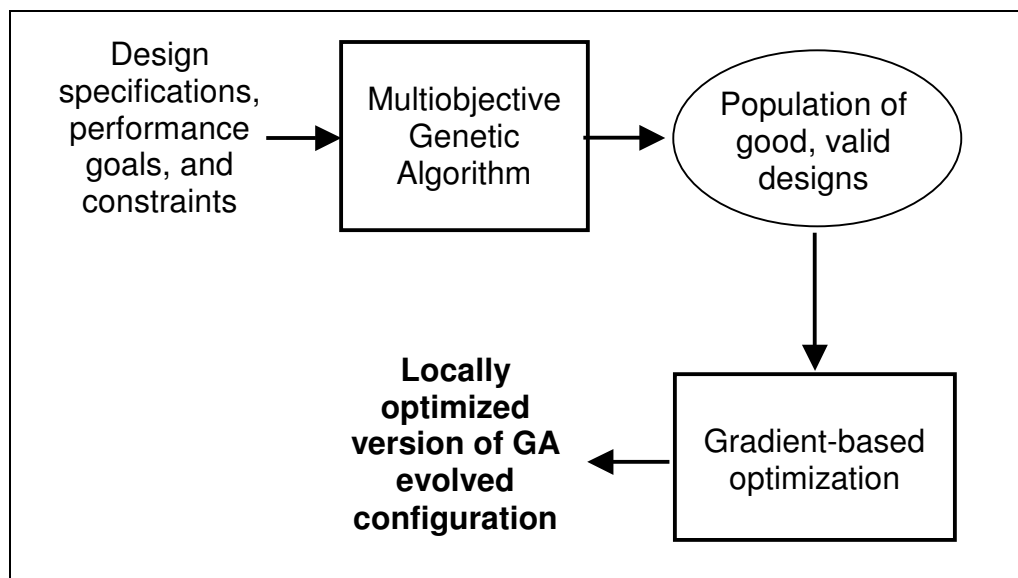 Design
specifications,
performance
goals, and
constraints
Multiobjective
Genetic
Algorithm
Population of
good, valid
designs
Gradient-based
optimization
Locally
optimized
version of GA
evolved
configuration